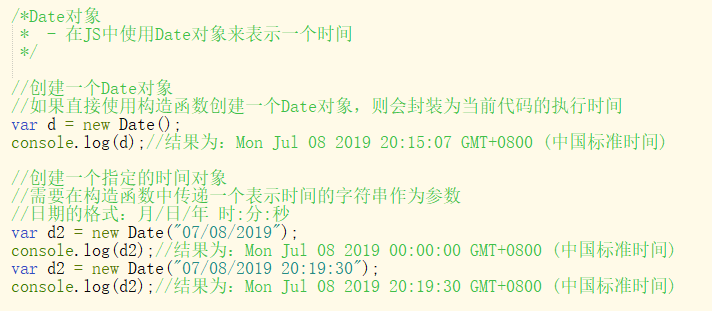 /*Date对象
 *  - 在JS中使用Date对象来表示一个时间
 */
//创建一个Date对象
//如果直接使用构造函数创建一个Date对象，则会封装为当前代码的执行时间
var d = new Date();
console.log(d);//结果为：Mon Jul 08 2019 20:15:07 GMT+0800 (中国标准时间)
//创建一个指定的时间对象
//需要在构造函数中传递一个表示时间的字符串作为参数
//日期的格式：月/日/年 时:分:秒
var d2 = new Date("07/08/2019");
console.log(d2);//结果为：Mon Jul 08 2019 00:00:00 GMT+0800 (中国标准时间)
var d2 = new Date("07/08/2019 20:19:30");
console.log(d2);//结果为：Mon Jul 08 2019 20:19:30 GMT+0800 (中国标准时间)